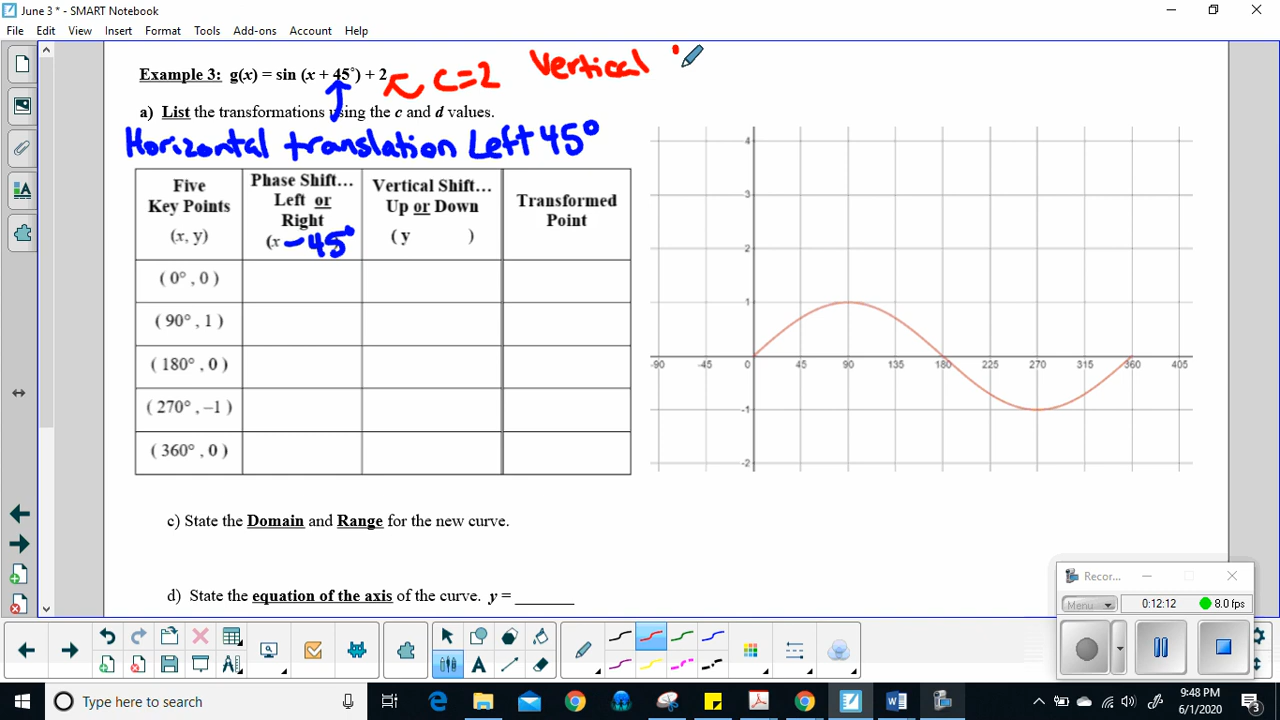 June 3 * - SMART Notebook
File Edit View Insert Format Tools Add-ons Account Help
Example 3: g(x) = sin (x + 45°) + 2
c=2 Vertical
a) List the transformations using the c and d values.
Horizontal translation Left 45°
Five
Key Points
(x, y)
Phase Shift...
Left or
Right
(x -45°
Vertical Shift...
Up or Down
( y )
Transformed
Point
( 0° , 0 )
( 90° , 1 )
( 180° , 0 )
( 270° , –1 )
( 360° , 0 )
4
3
2
1
-90 -45 0 45 90 135 180 225 270 315 360 405
-1
-2
c) State the Domain and Range for the new curve.
d) State the equation of the axis of the curve. y = _______
Recor...
Menu 0:12:12 8.0 fps
Type here to search
9:48 PM
6/1/2020
3